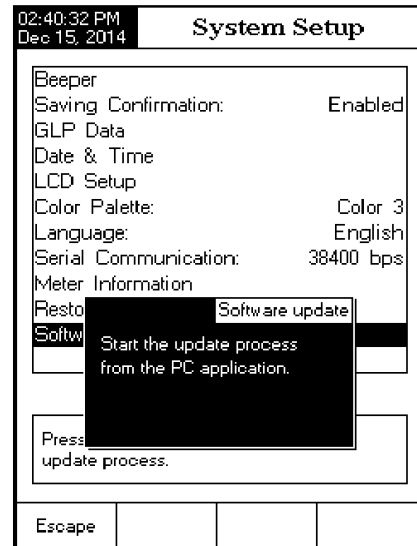 02:40:32 PM
Dec 15, 2014
System Setup
Beeper
Saving Confirmation: Enabled
GLP Data
Date & Time
LCD Setup
Color Palette: Color 3
Language: English
Serial Communication: 38400 bps
Meter Information
Resto
Softw
Software update
Start the update process
from the PC application.
Press
update process.
Escape